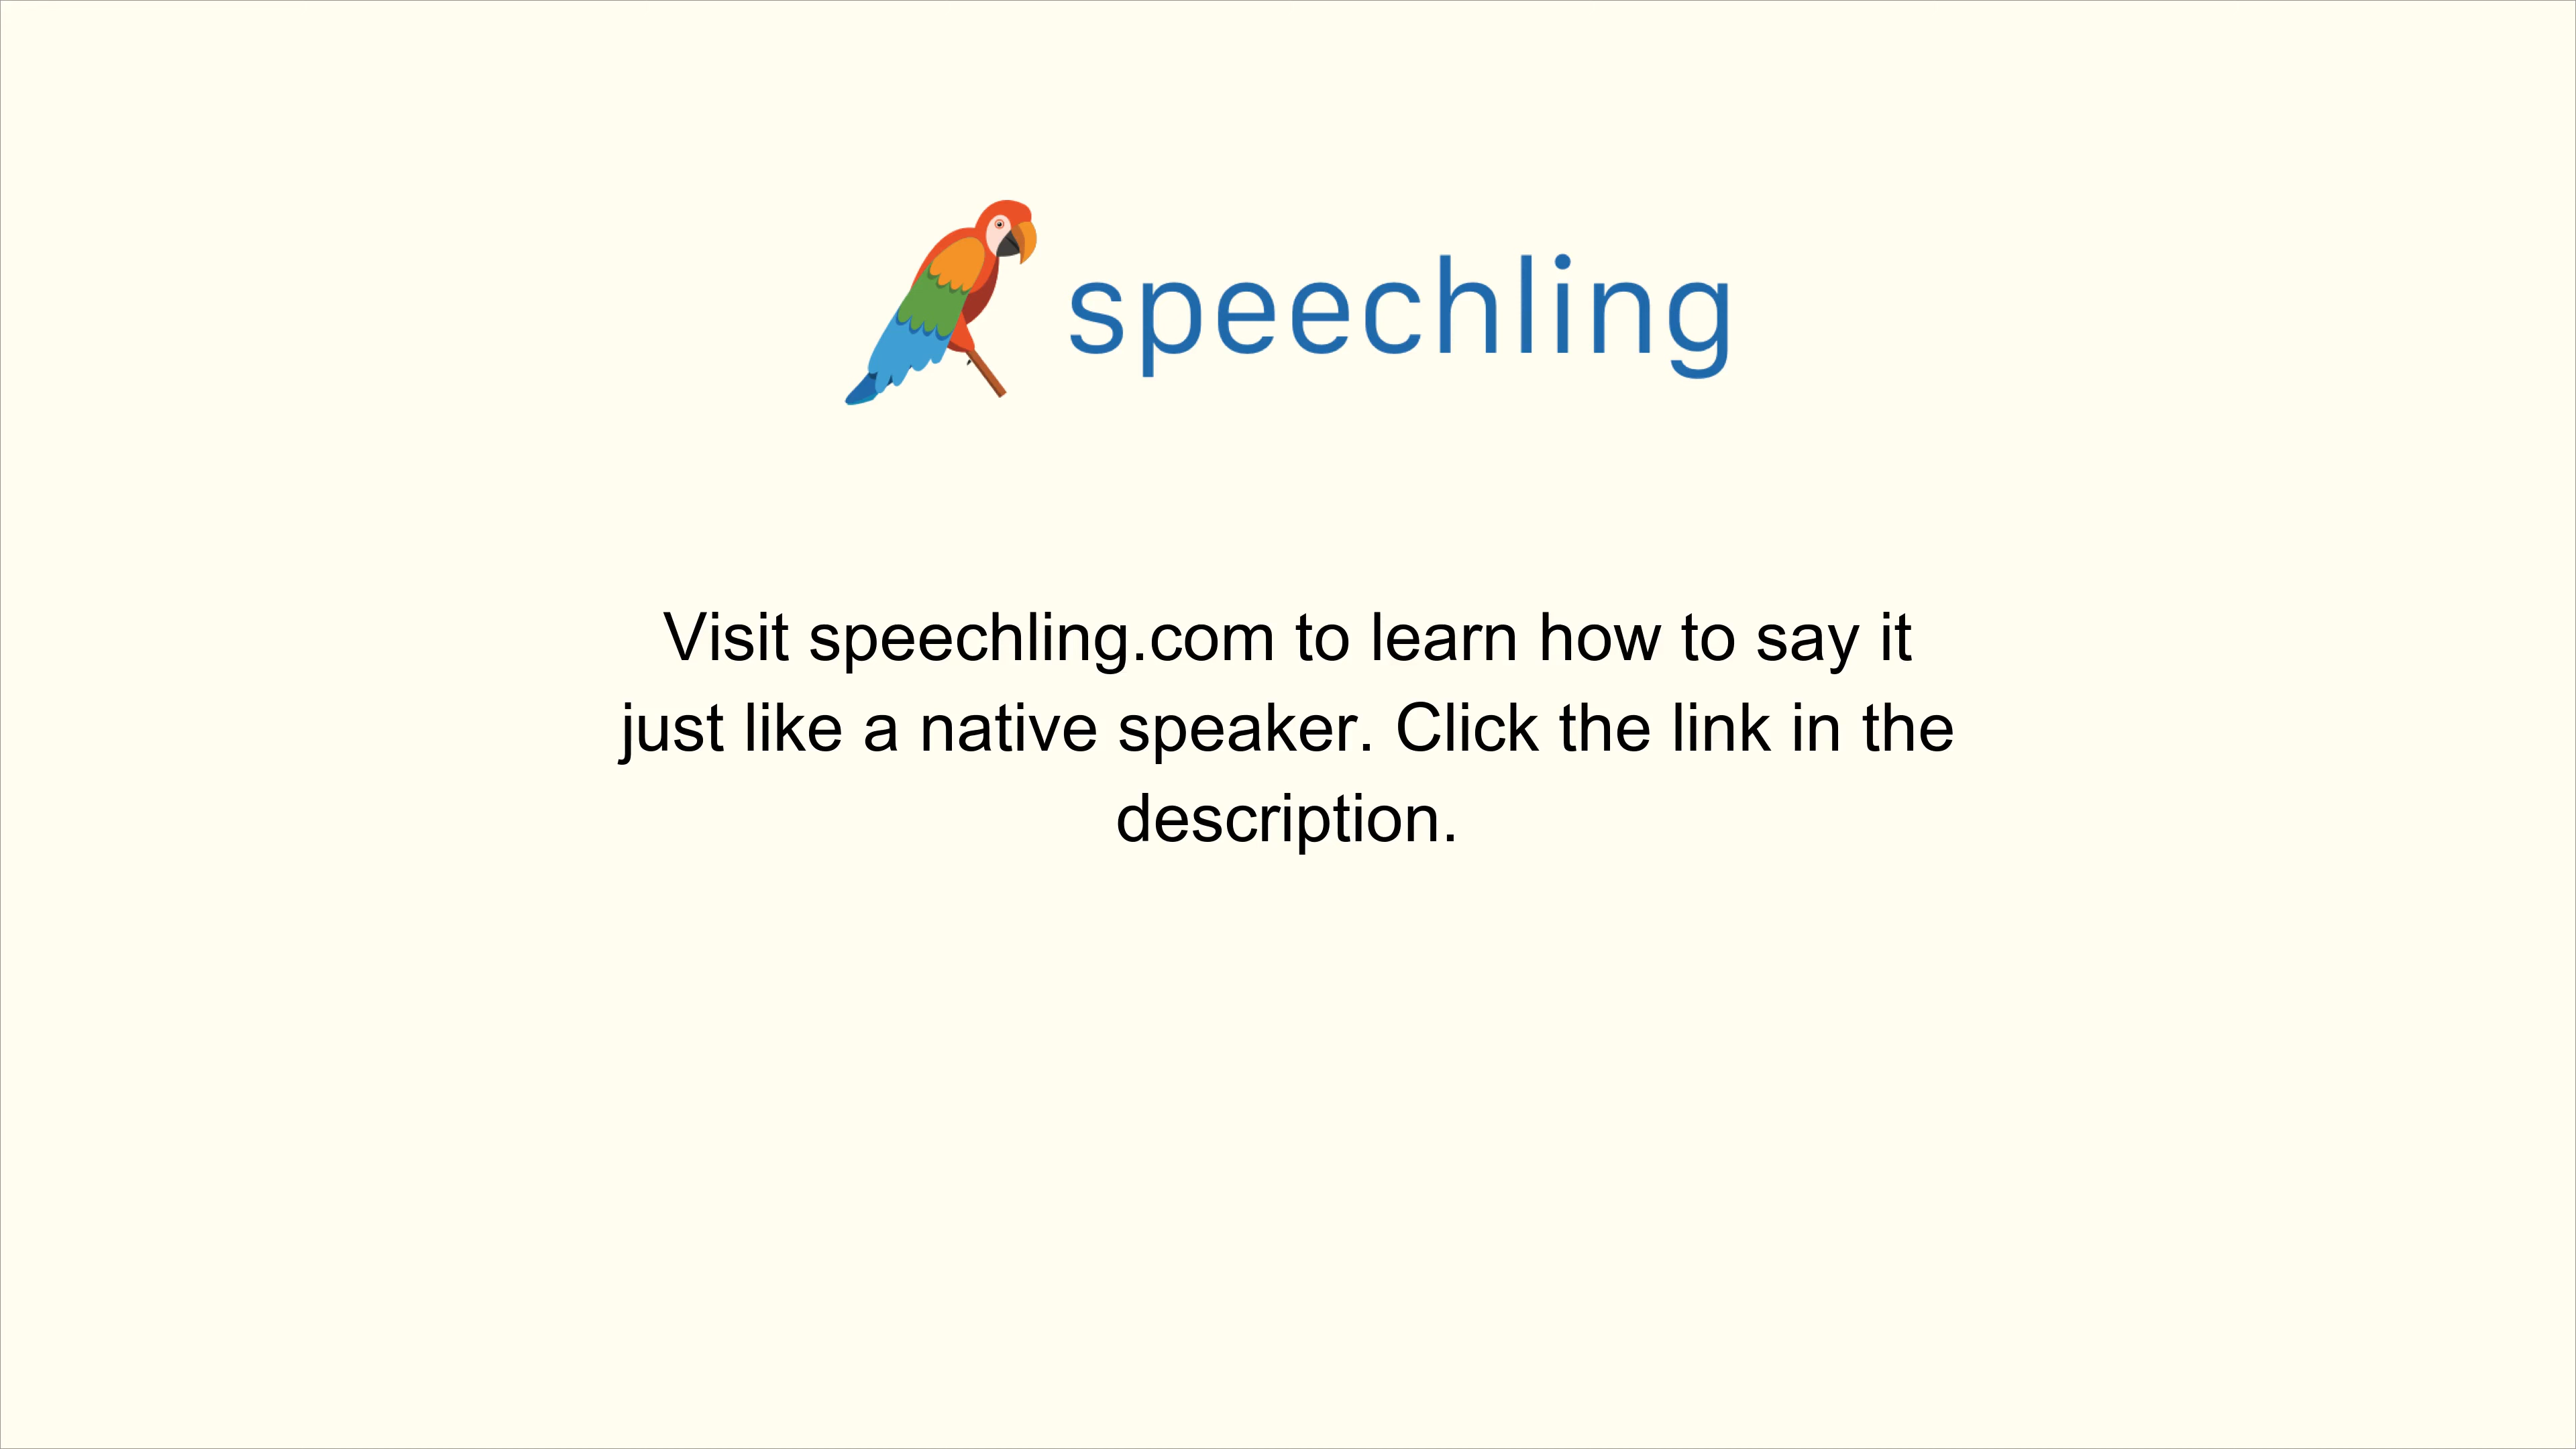 speechling
Visit speechling.com to learn how to say it
just like a native speaker. Click the link in the
description.